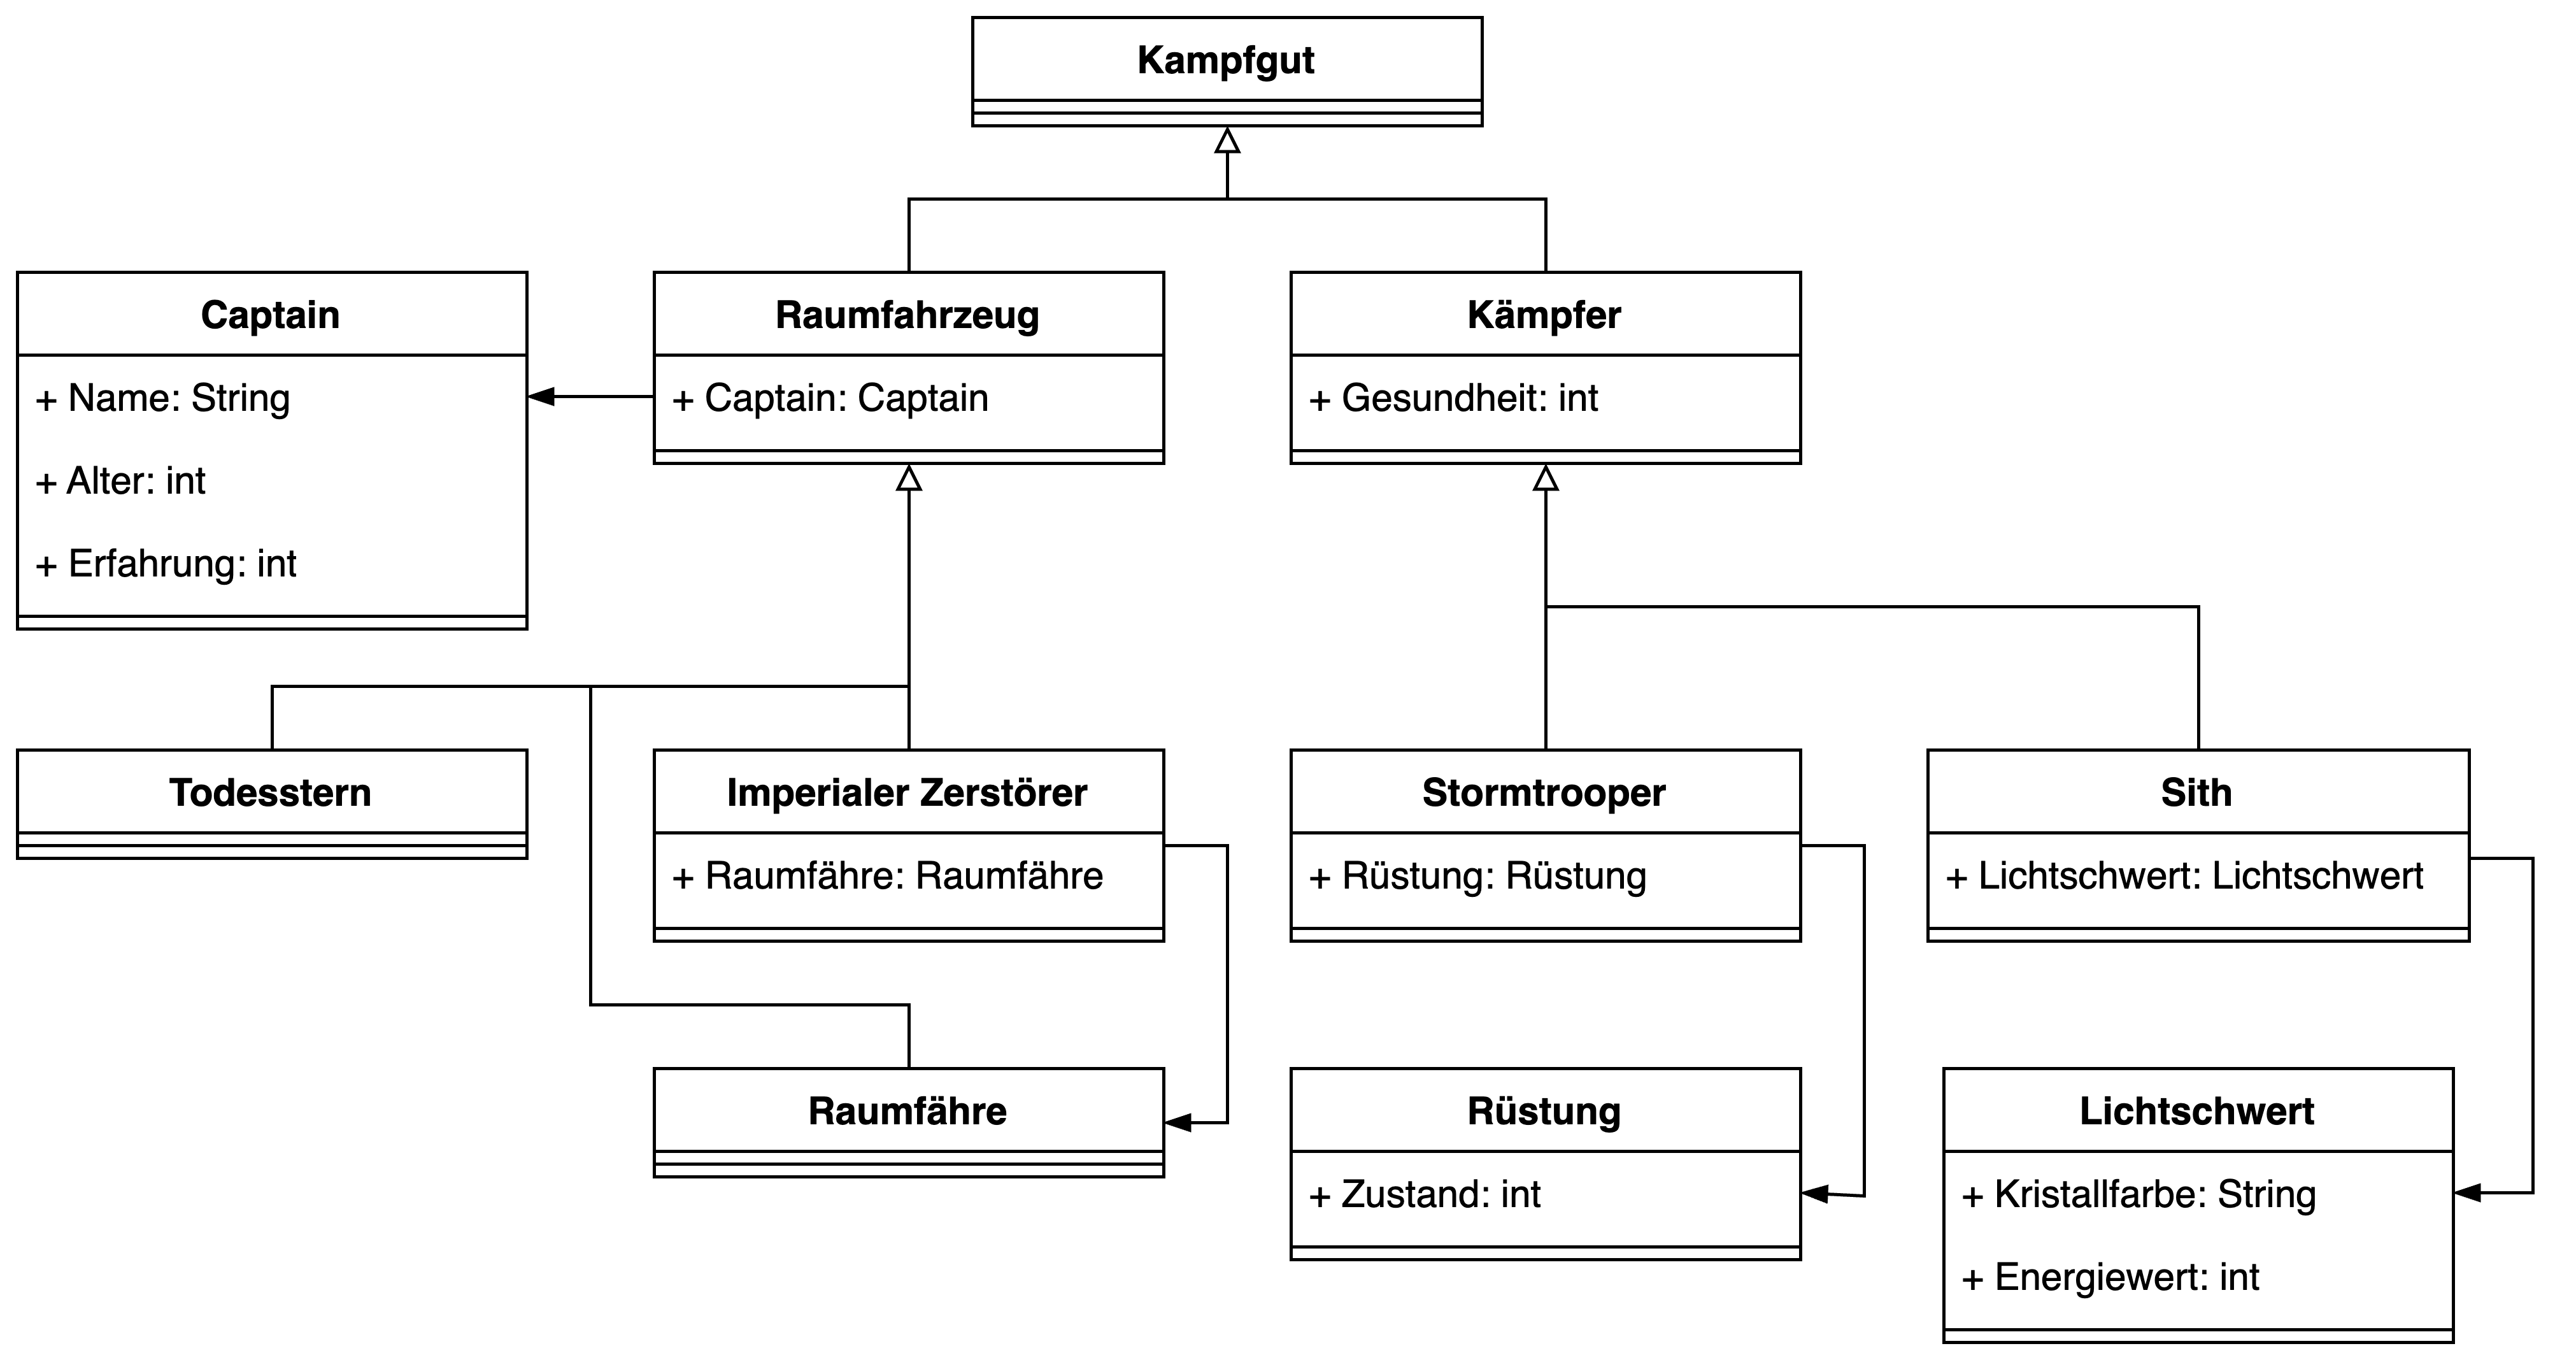 Kampfgut
Captain
+ Name: String
+ Alter: int
+ Erfahrung: int
Raumfahrzeug
+ Captain: Captain
Kämpfer
+ Gesundheit: int
Todesstern
Imperialer Zerstörer
+ Raumfähre: Raumfähre
Stormtrooper
+ Rüstung: Rüstung
Sith
+ Lichtschwert: Lichtschwert
Raumfähre
Rüstung
+ Zustand: int
Lichtschwert
+ Kristallfarbe: String
+ Energiewert: int